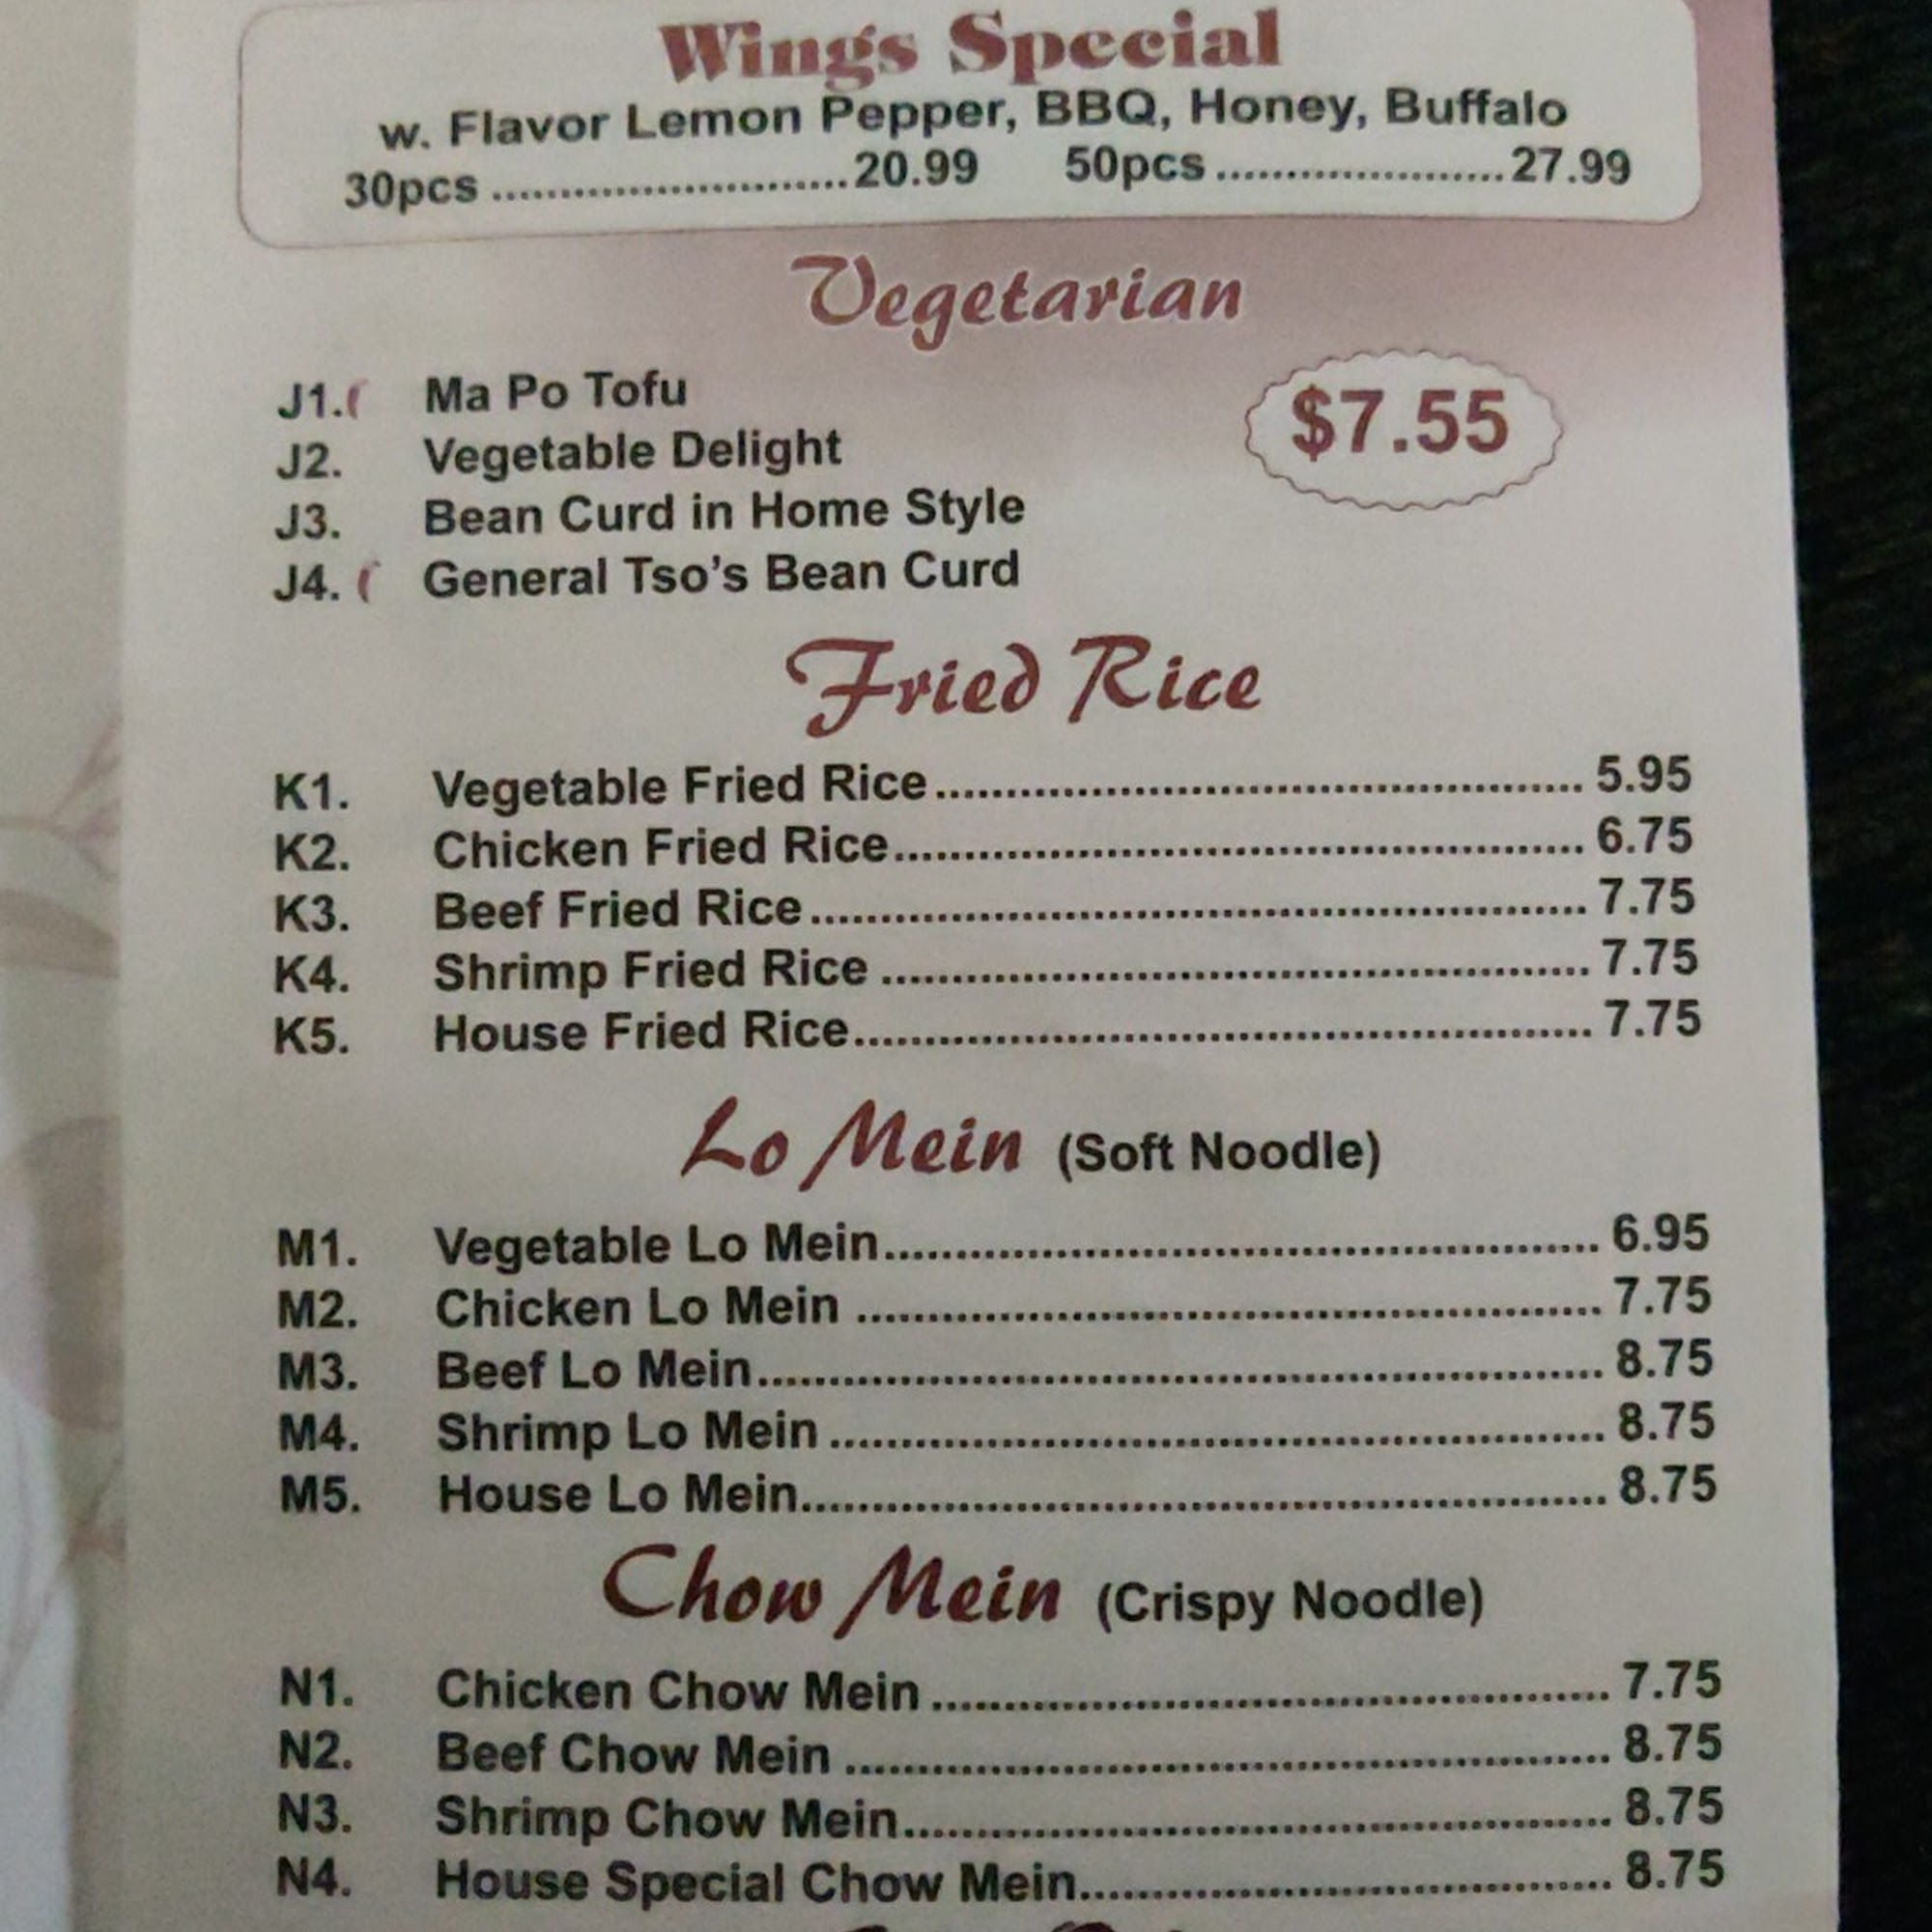 Wings Special
w. Flavor Lemon Pepper, BBQ, Honey, Buffalo
30pcs ..........................20.99 50pcs .....................27.99
Vegetarian
J1. Ma Po Tofu
$7.55
J2. Vegetable Delight
J3. Bean Curd in Home Style
J4. General Tso's Bean Curd
Fried Rice
K1. Vegetable Fried Rice.............................................. 5.95
K2. Chicken Fried Rice................................................. 6.75
K3. Beef Fried Rice....................................................... 7.75
K4. Shrimp Fried Rice .................................................. 7.75
K5. House Fried Rice.................................................... 7.75
Lo Mein (Soft Noodle)
M1. Vegetable Lo Mein.................................................. 6.95
M2. Chicken Lo Mein .................................................... 7.75
M3. Beef Lo Mein........................................................... 8.75
M4. Shrimp Lo Mein ...................................................... 8.75
M5. House Lo Mein........................................................ 8.75
Chow Mein (Crispy Noodle)
N1. Chicken Chow Mein ............................................... 7.75
N2. Beef Chow Mein ..................................................... 8.75
N3. Shrimp Chow Mein.................................................. 8.75
N4. House Special Chow Mein..................................... 8.75